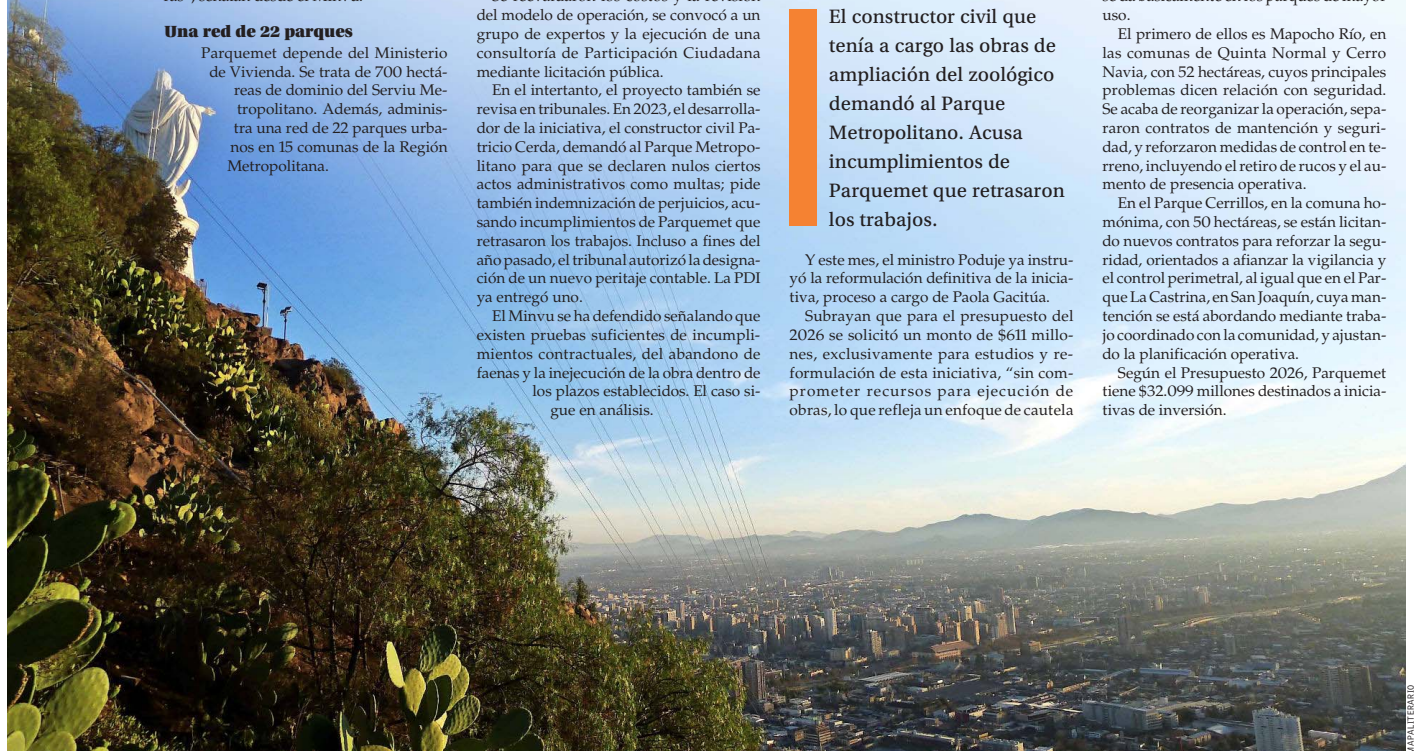 Una red de 22 parques
Parquemet depende del Ministerio
de Vivienda. Se trata de 700 hectá-
reas de dominio del Serviu Me-
tropolitano. Además, adminis-
tra una red de 22 parques urba-
nos en 15 comunas de la Región
Metropolitana.
del modelo de operación, se convocó a un
grupo de expertos y la ejecución de una
consultoría de Participación Ciudadana
mediante licitación pública.
En el intertanto, el proyecto también se
revisa en tribunales. En 2023, el desarrolla-
dor de la iniciativa, el constructor civil Pa-
tricio Cerda, demandó al Parque Metropo-
litano para que se declaren nulos ciertos
actos administrativos como multas; pide
también indemnización de perjuicios, acu-
sando incumplimientos de Parquemet que
retrasaron los trabajos. Incluso a fines del
año pasado, el tribunal autorizó la designa-
ción de un nuevo peritaje contable. La PDI
ya entregó uno.
El Minvu se ha defendido señalando que
existen pruebas suficientes de incumpli-
mientos contractuales, del abandono de
faenas y la inejecución de la obra dentro de
los plazos establecidos. El caso si-
gue en análisis.
El constructor civil que
tenía a cargo las obras de
ampliación del zoológico
demandó al Parque
Metropolitano. Acusa
incumplimientos de
Parquemet que retrasaron
los trabajos.
Y este mes, el ministro Poduje ya instru-
yó la reformulación definitiva de la inicia-
tiva, proceso a cargo de Paola Gacitúa.
Subrayan que para el presupuesto del
2026 se solicitó un monto de $611 millo-
nes, exclusivamente para estudios y re-
formulación de esta iniciativa, “sin com-
prometer recursos para ejecución de
obras, lo que refleja un enfoque de cautela
uso.
El primero de ellos es Mapocho Río, en
las comunas de Quinta Normal y Cerro
Navia, con 52 hectáreas, cuyos principales
problemas dicen relación con seguridad.
Se acaba de reorganizar la operación, sepa-
raron contratos de mantención y seguri-
dad, y reforzaron medidas de control en te-
rreno, incluyendo el retiro de rucos y el au-
mento de presencia operativa.
En el Parque Cerrillos, en la comuna ho-
mónima, con 50 hectáreas, se están licitan-
do nuevos contratos para reforzar la segu-
ridad, orientados a afianzar la vigilancia y
el control perimetral, al igual que en el Par-
que La Castrina, en San Joaquín, cuya man-
tención se está abordando mediante traba-
jo coordinado con la comunidad, y ajustan-
do la planificación operativa.
Según el Presupuesto 2026, Parquemet
tiene $32.099 millones destinados a inicia-
tivas de inversión.
APALITERARIO